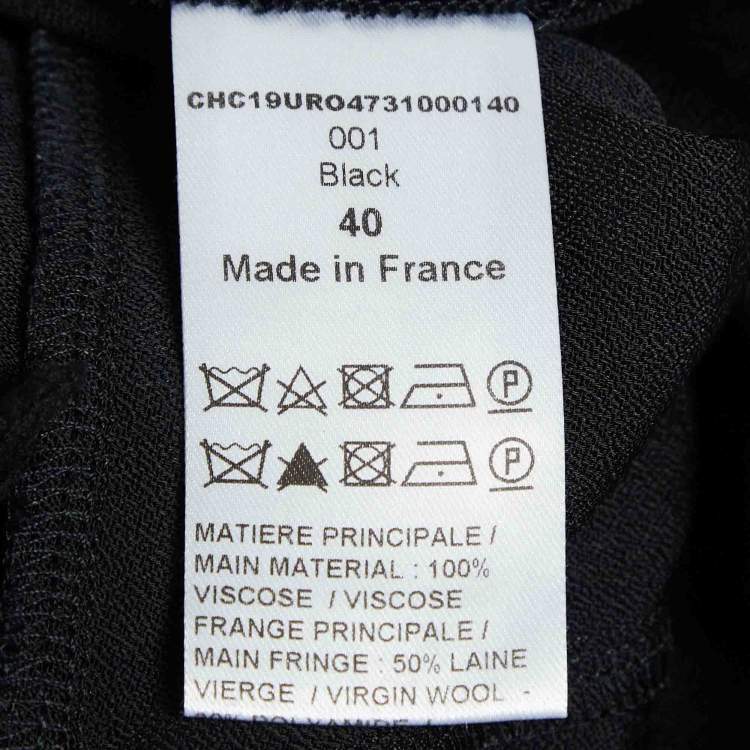 CHC19URO4731000140
001
Black
40
Made in France
P
P
MATIERE PRINCIPALE /
MAIN MATERIAL : 100%
VISCOSE / VISCOSE
FRANGE PRINCIPALE /
MAIN FRINGE : 50% LAINE
VIERGE / VIRGIN WOOL -